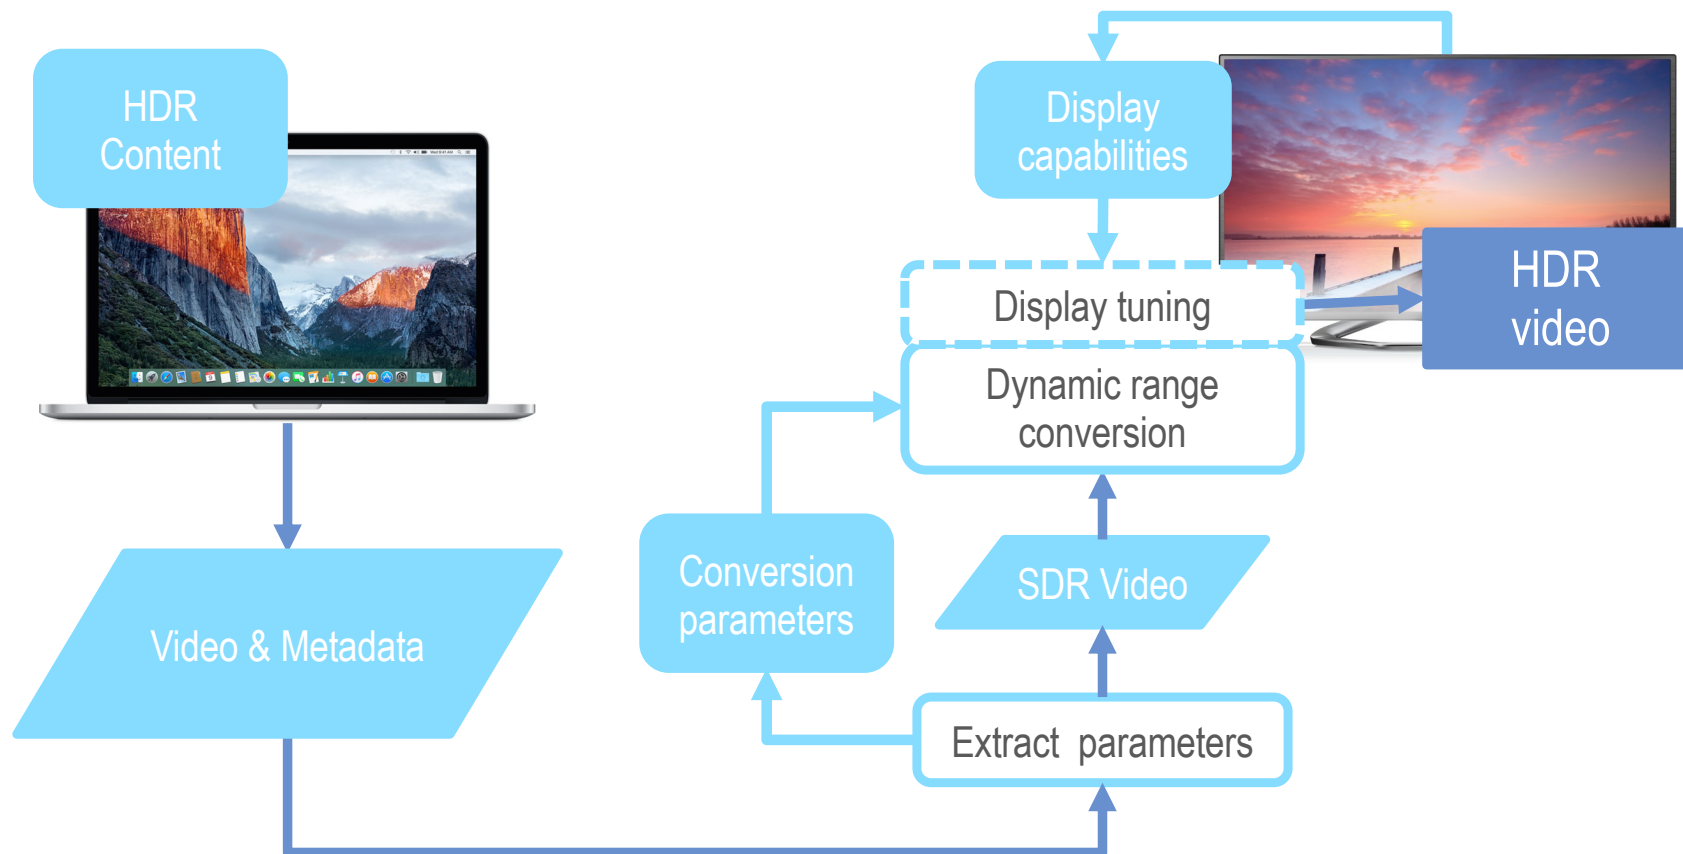 HDR
Content
Display
capabilities
HDR
video
Display tuning
Dynamic range
conversion
Conversion
parameters
SDR Video
Video & Metadata
Extract parameters